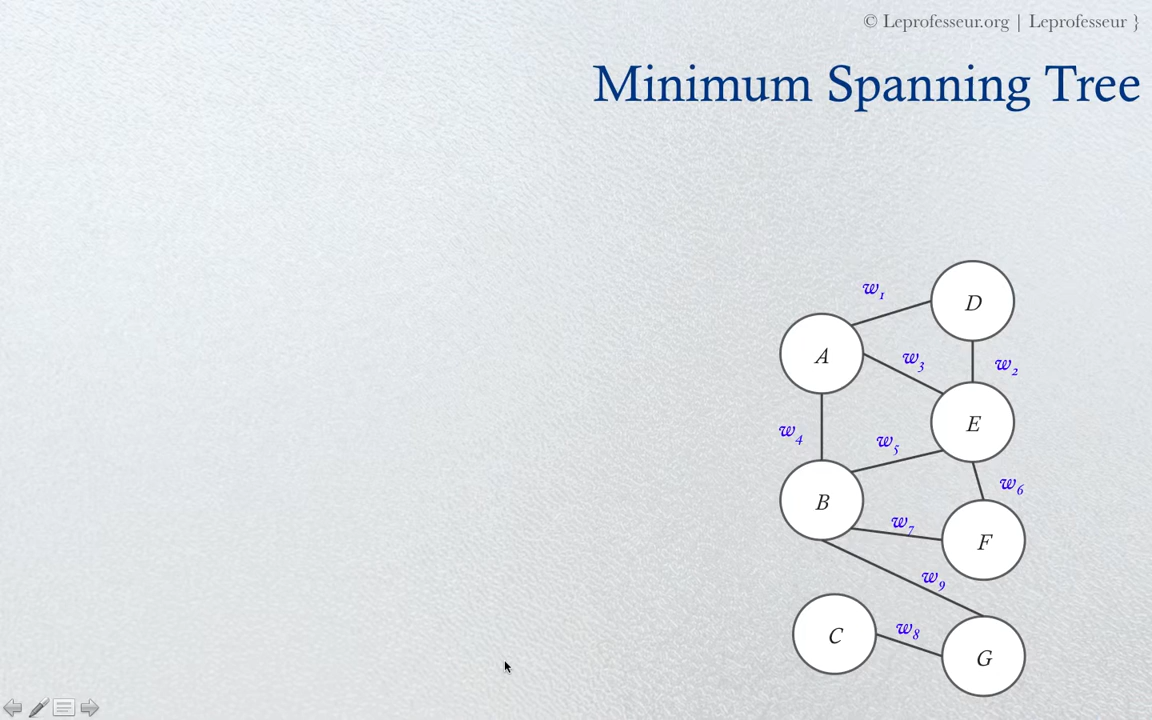 © Leprofesseur.org | Leprofesseur }
Minimum Spanning Tree
w1
D
A
w3
w2
E
w4
w5
B
w6
w7
F
w9
C
w8
G